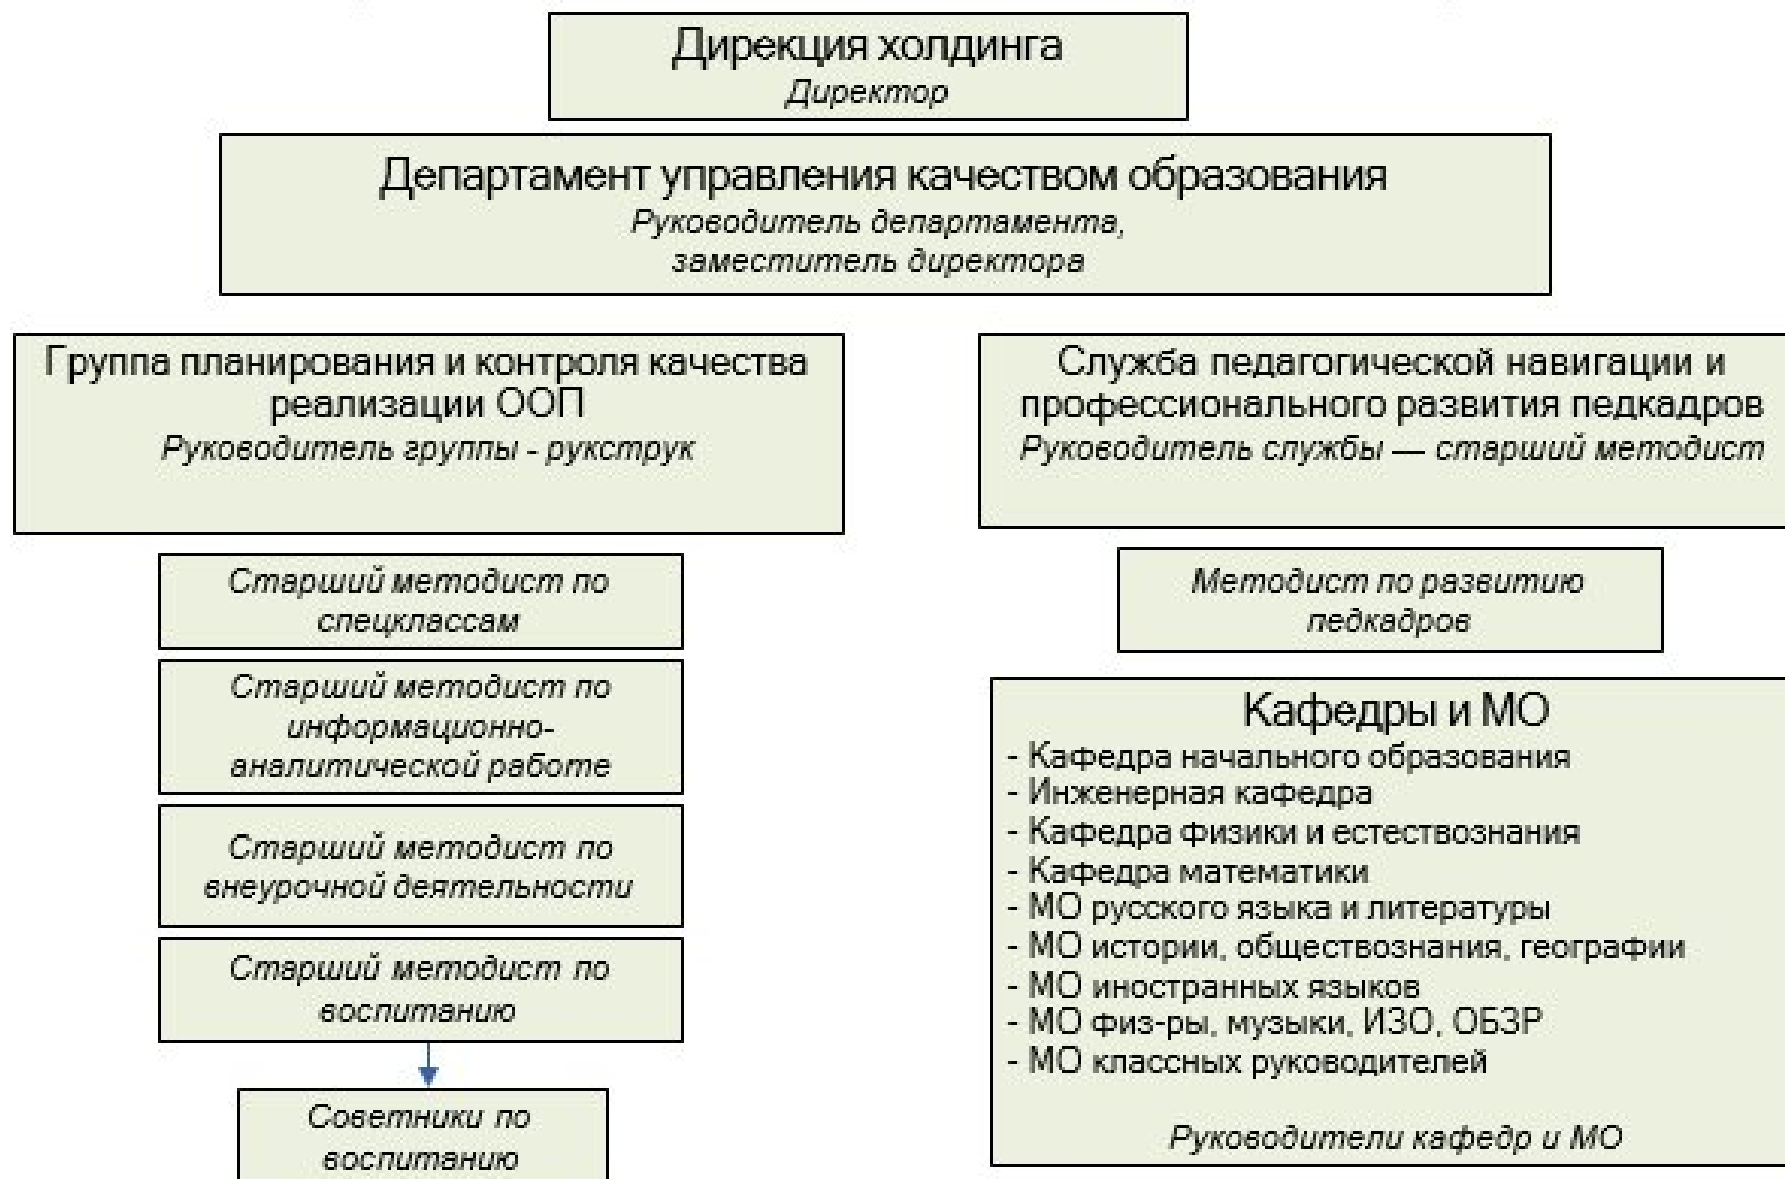 Дирекция холдинга
Директор
Департамент управления качеством образования
Руководитель департамента,
заместитель директора
Группа планирования и контроля качества
реализации ООП
Руководитель группы - рукструк
Старший методист по
спецклассам
Старший методист по
информационно-
аналитической работе
Старший методист по
внеурочной деятельности
Старший методист по
воспитанию
Советники по
воспитанию
Служба педагогической навигации и
профессионального развития педкадров
Руководитель службы — старший методист
Методист по развитию
педкадров
Кафедры и МО
- Кафедра начального образования
- Инженерная кафедра
- Кафедра физики и естествознания
- Кафедра математики
- МО русского языка и литературы
- МО истории, обществознания, географии
- МО иностранных языков
- МО физ-ры, музыки, ИЗО, ОБЗР
- МО классных руководителей
Руководители кафедр и МО